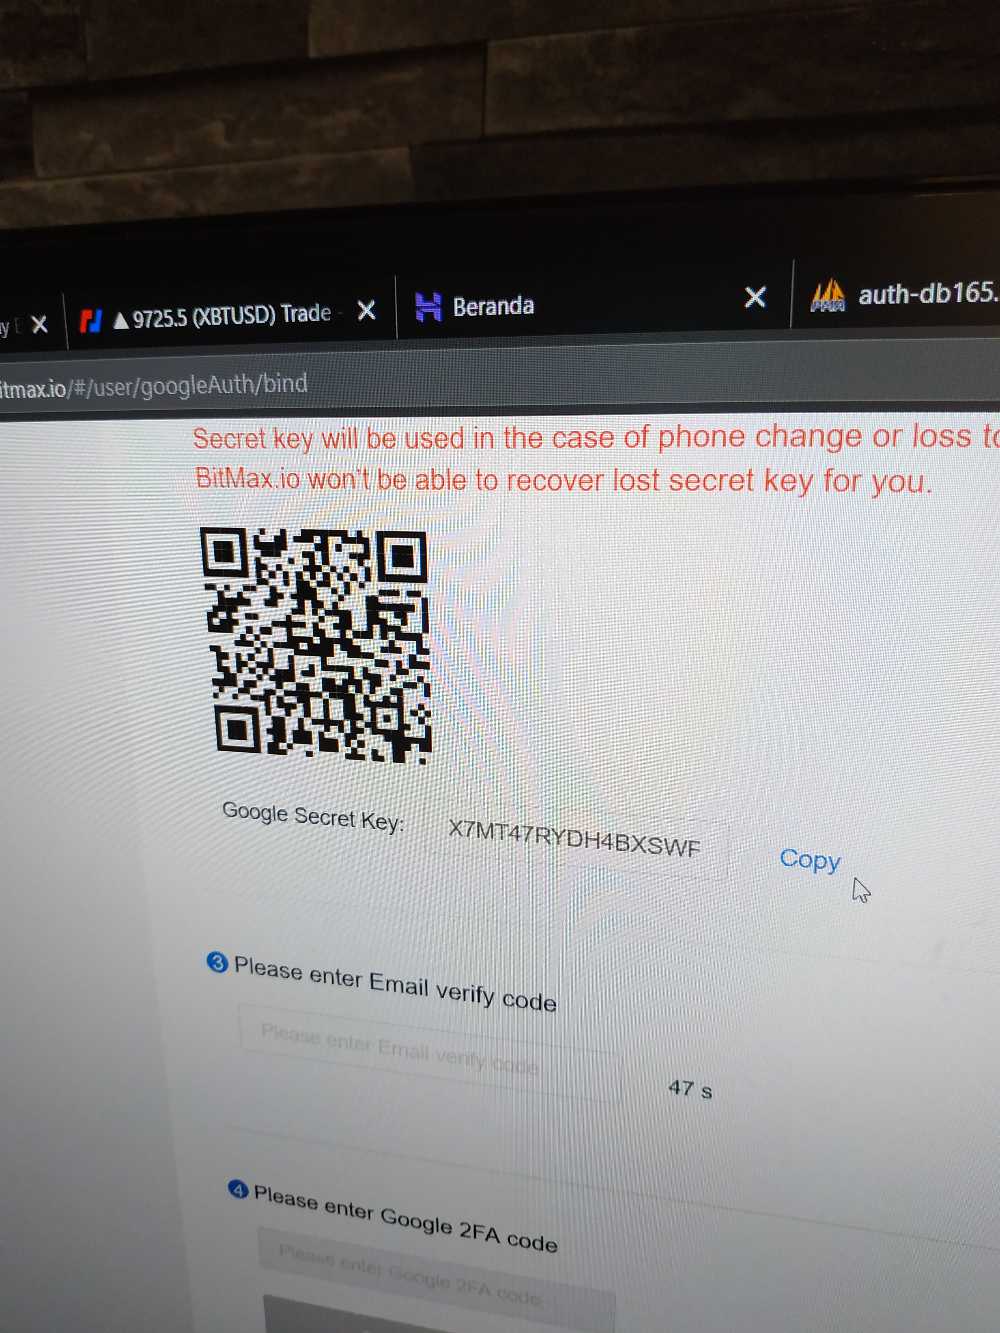 9725.5 (XBTUSD) Trade -
Beranda
auth-db165.
itmax.io/#/user/googleAuth/bind
Secret key will be used in the case of phone change or loss to
BitMax.io won't be able to recover lost secret key for you.
Google Secret Key: X7MT47RYDH4BXSWF Copy
3 Please enter Email verify code
Please enter Email verify code
47 s
4 Please enter Google 2FA code
Please enter Google 2FA code